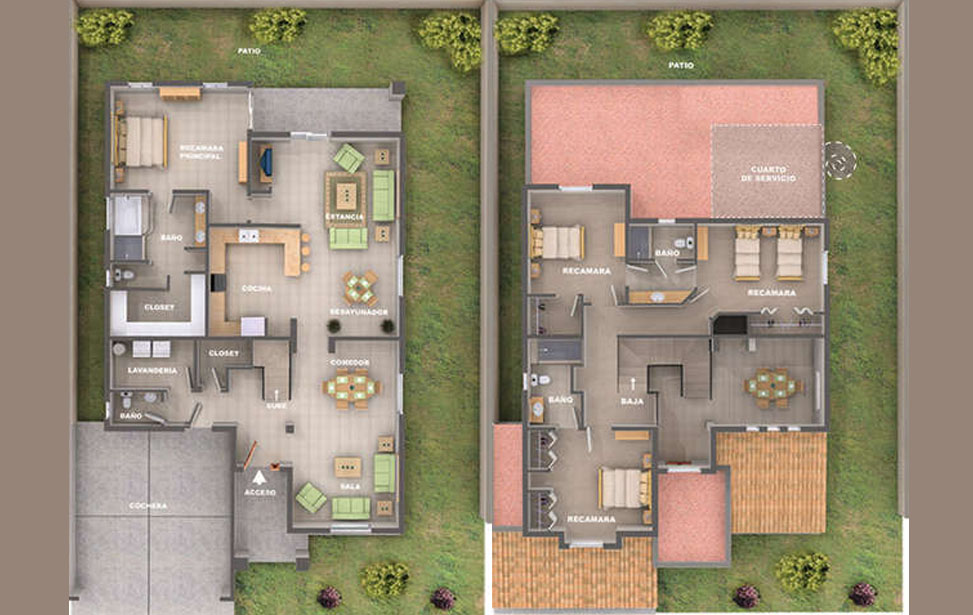 PATIO
RECAMARA
PRINCIPAL
ESTANCIA
BAÑO
COCINA
CLOSET
DESAYUNADOR
CLOSET
COMEDOR
LAVANDERIA
SUBE
BAÑO
SALA
ACCESO
COCHERA
PATIO
CUARTO
DE SERVICIO
BAÑO
RECAMARA
RECAMARA
BAÑO
BAJA
RECAMARA